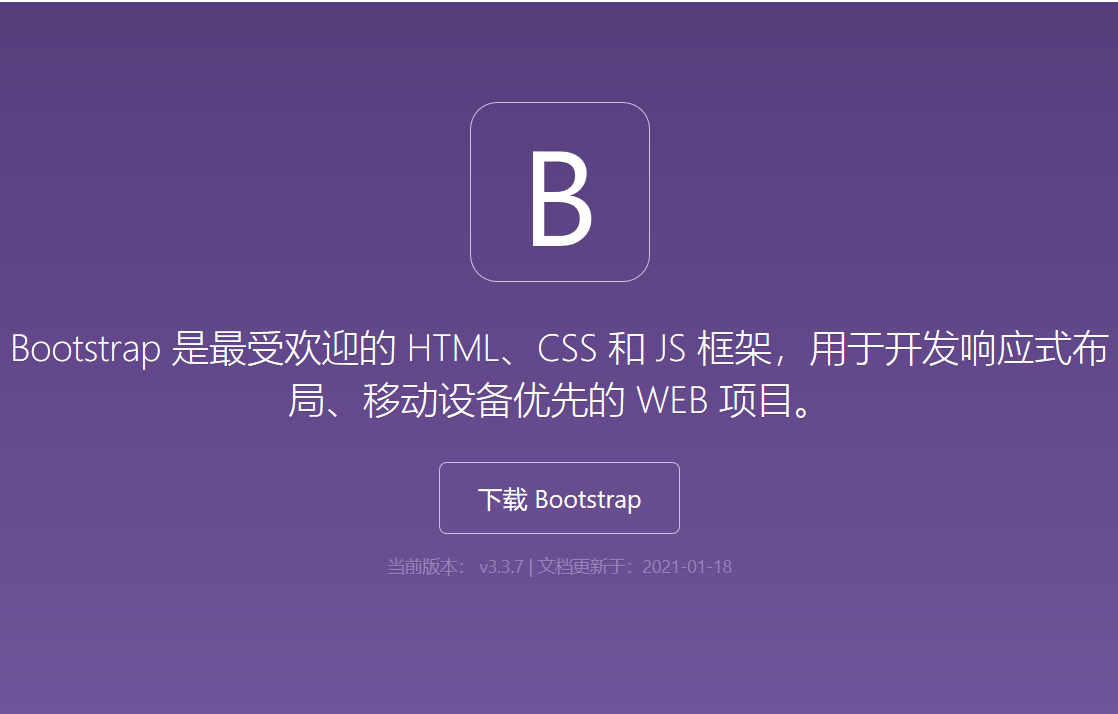 B
Bootstrap 是最受欢迎的 HTML、CSS 和 JS 框架，用于开发响应式布
局、移动设备优先的 WEB 项目。
下载 Bootstrap
当前版本： v3.3.7 | 文档更新于：2021-01-18